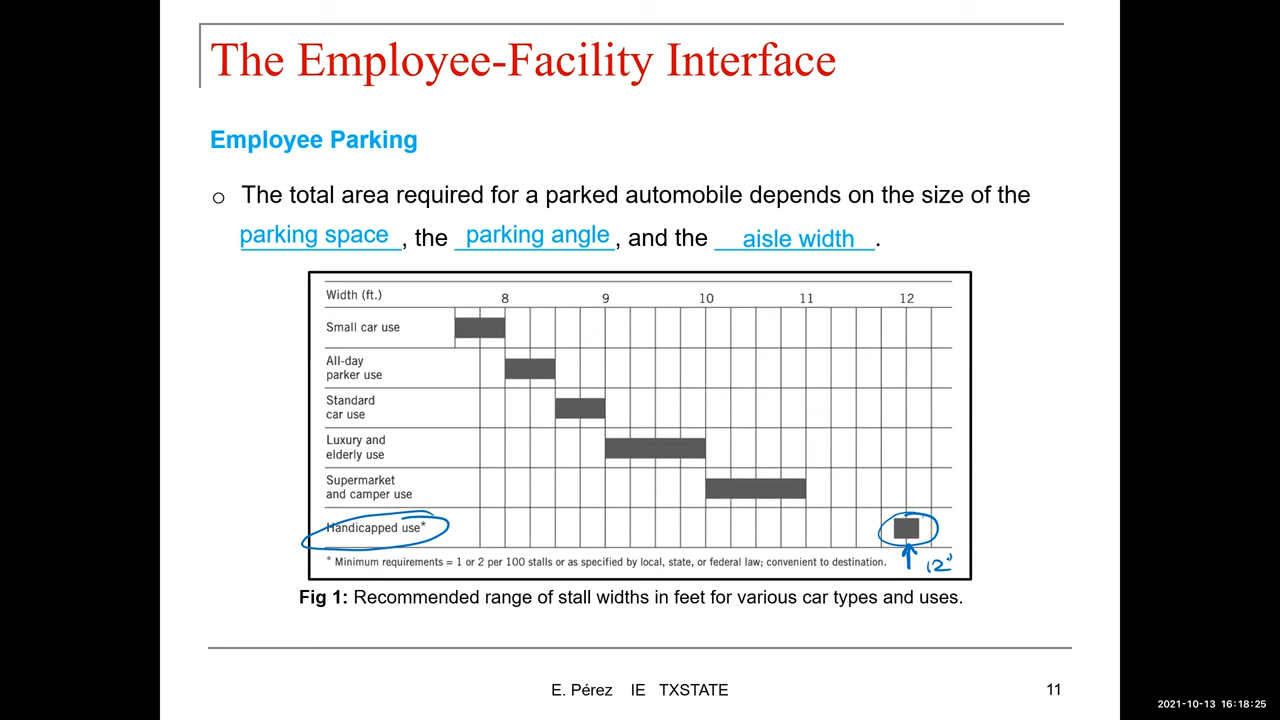 The Employee-Facility Interface
Employee Parking
o The total area required for a parked automobile depends on the size of the
parking space, the parking angle, and the aisle width.
Width (ft.) 8 9 10 11 12
Small car use
All-day
parker use
Standard
car use
Luxury and
elderly use
Supermarket
and camper use
Handicapped use*
* Minimum requirements = 1 or 2 per 100 stalls or as specified by local, state, or federal law; convenient to destination.
12'
Fig 1: Recommended range of stall widths in feet for various car types and uses.
E. Pérez IE TXSTATE
11
2021-10-13 16:18:25